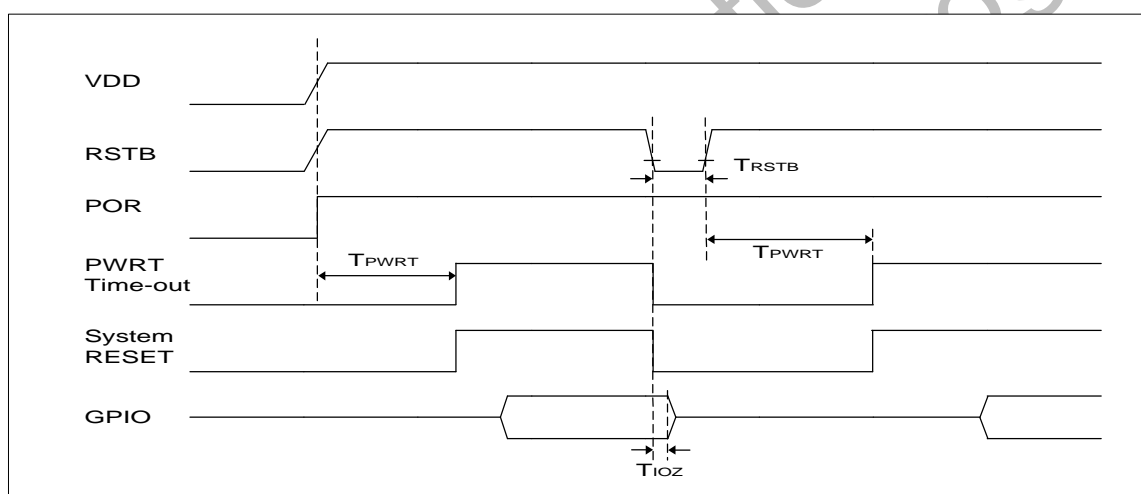 VDD
RSTB
TRSTB
POR
TPWRT
TPWRT
PWRT
Time-out
System
RESET
GPIO
TIOZ